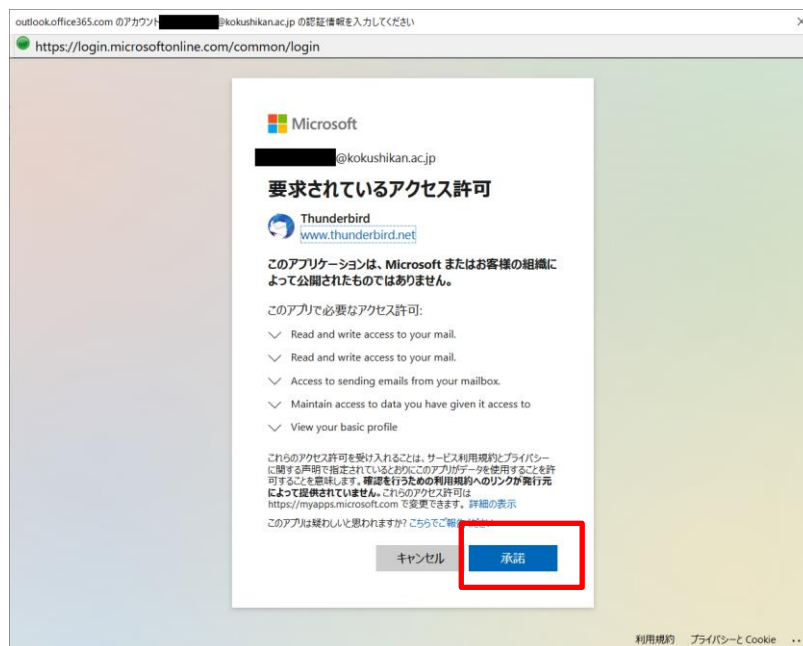 outlook.office365.com のアカウント @kokushikan.ac.jp の認証情報を入力してください
https://login.microsoftonline.com/common/login
Microsoft
@kokushikan.ac.jp
要求されているアクセス許可
Thunderbird
www.thunderbird.net
このアプリケーションは、Microsoft またはお客様の組織に
よって公開されたものではありません。
このアプリで必要なアクセス許可:
Read and write access to your mail.
Read and write access to your mail.
Access to sending emails from your mailbox.
Maintain access to data you have given it access to
View your basic profile
これらのアクセス許可を受け入れることは、サービス利用規約とプライバシー
に関する声明で指定されているとおりにこのアプリがデータを使用することを許
可することを意味します。確認を行うための利用規約へのリンクが発行元
によって提供されていません。これらのアクセス許可は
https://myapps.microsoft.com で変更できます。 詳細の表示
このアプリは疑わしいと思われますか? こちらでご報告ください
キャンセル 承諾
利用規約 プライバシーと Cookie ..